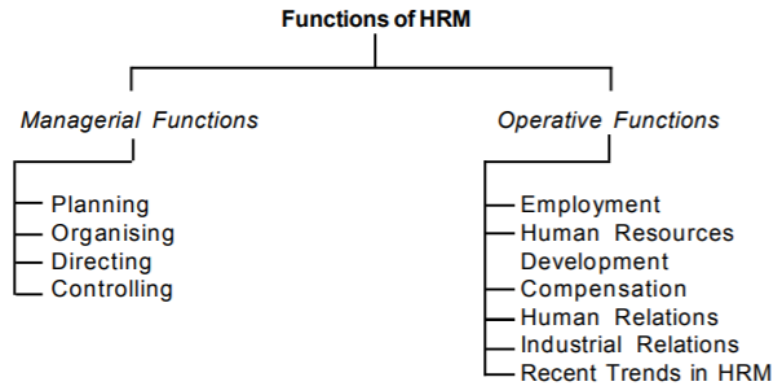 Functions of HRM
Managerial Functions
Planning
Organising
Directing
Controlling
Operative Functions
Employment
Human Resources
Development
Compensation
Human Relations
Industrial Relations
Recent Trends in HRM